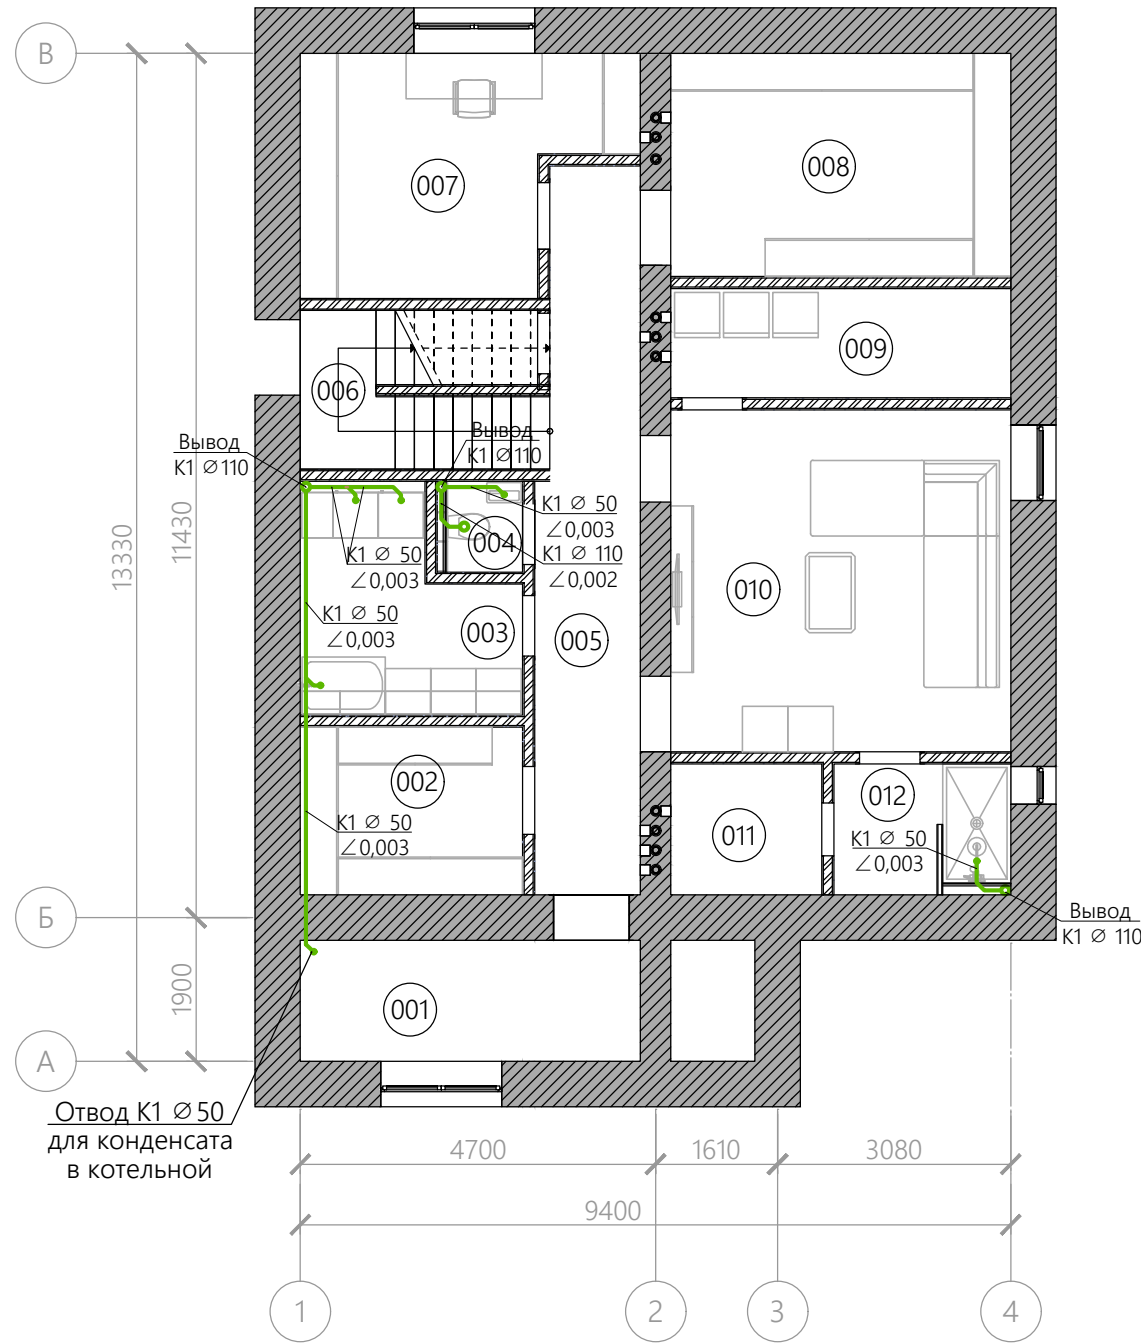 В
007
008
009
006
Вывод
К1 ∅110
Вывод
К1 ∅110
К1 ∅ 50
∠0,003
004
К1 ∅ 110
∠0,002
К1 ∅ 50
∠0,003
13330
11430
010
К1 ∅ 50
∠0,003
003
005
002
К1 ∅ 50
∠0,003
012
011
К1 ∅ 50
∠0,003
Б
Вывод
К1 ∅ 110
1900
001
А
Отвод К1 ∅50
для конденсата
в котельной
4700
1610
3080
9400
1
2
3
4